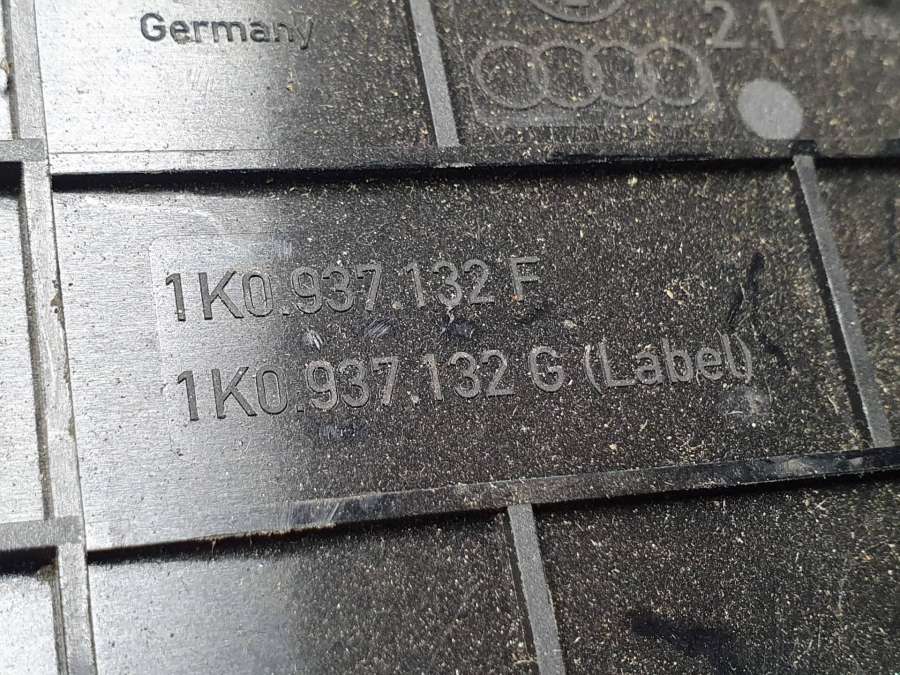 Germany
2.1
1K0.937.132 F
1K0.937.132 G (Label)